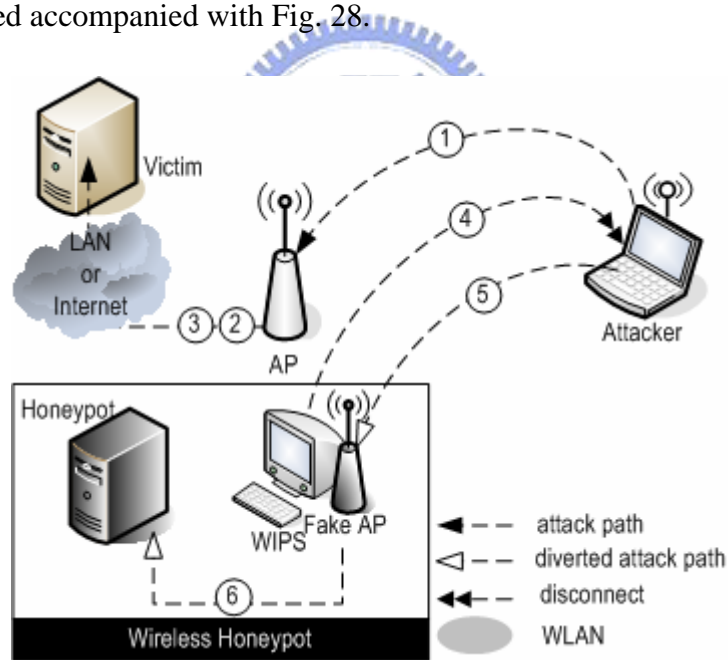 ed accompanied with Fig. 28.
1
Victim
4
LAN
or
Internet
5
Attacker
3 2
AP
Honeypot
Fake AP
WIPS
6
Wireless Honeypot
attack path
diverted attack path
disconnect
WLAN